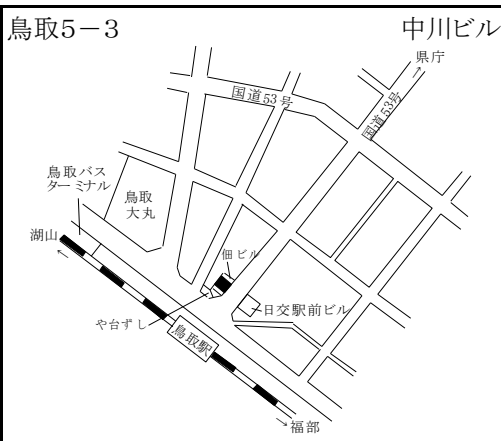 鳥取5－3
中川ビル
県庁
国道53号
国道53号
鳥取バス
ターミナル
鳥取
大丸
湖山
佃ビル
日交駅前ビル
や台ずし
鳥取駅
福部